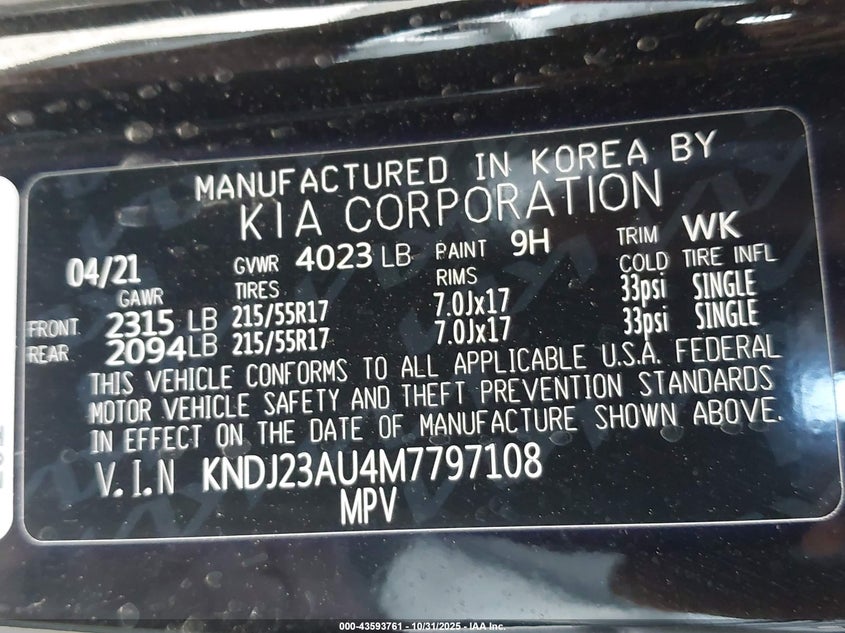 MANUFACTURED IN KOREA BY
KIA CORPORATION
04/21 GVWR 4023 LB PAINT 9H TRIM WK
GAWR TIRES RIMS COLD TIRE INFL
FRONT 2315 LB 215/55R17 7.0Jx17 33psi SINGLE
REAR 2094 LB 215/55R17 7.0Jx17 33psi SINGLE
THIS VEHICLE CONFORMS TO ALL APPLICABLE U.S.A. FEDERAL
MOTOR VEHICLE SAFETY AND THEFT PREVENTION STANDARDS
IN EFFECT ON THE DATE OF MANUFACTURE SHOWN ABOVE.
V.I.N KNDJ23AU4M7797108
MPV
000-43593761 - 10/31/2025 - IAA Inc.